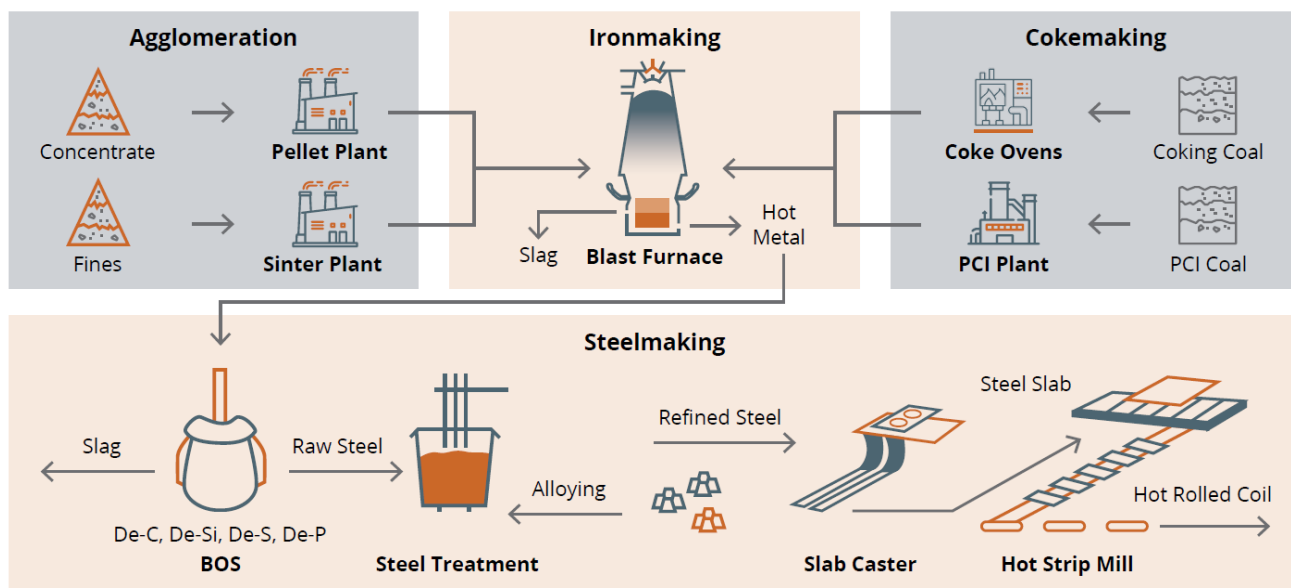 Agglomeration
Concentrate
Pellet Plant
Fines
Sinter Plant
Ironmaking
Slag
Hot
Metal
Blast Furnace
Cokemaking
Coke Ovens
Coking Coal
PCI Plant
PCI Coal
Steelmaking
Slag
Raw Steel
De-C, De-Si, De-S, De-P
BOS
Steel Treatment
Refined Steel
Alloying
Slab Caster
Steel Slab
Hot Rolled Coil
Hot Strip Mill